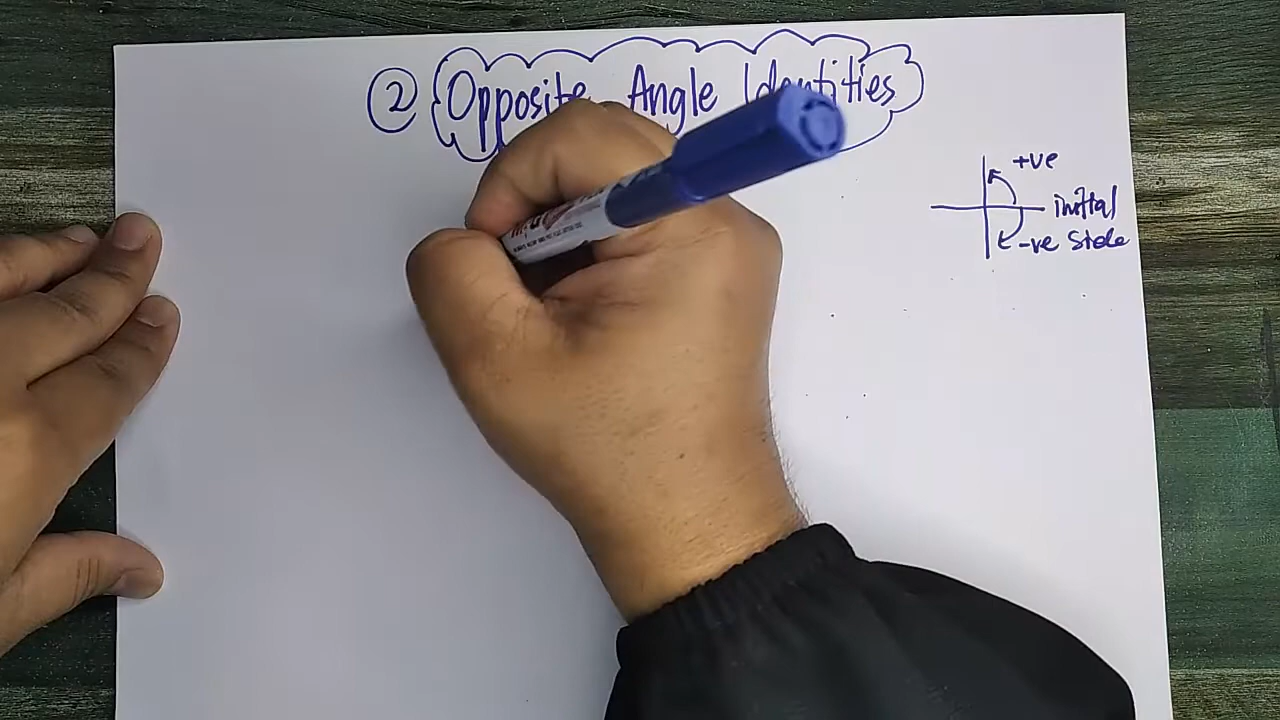 ② Opposite Angle Identities
+ve
initial
-ve side